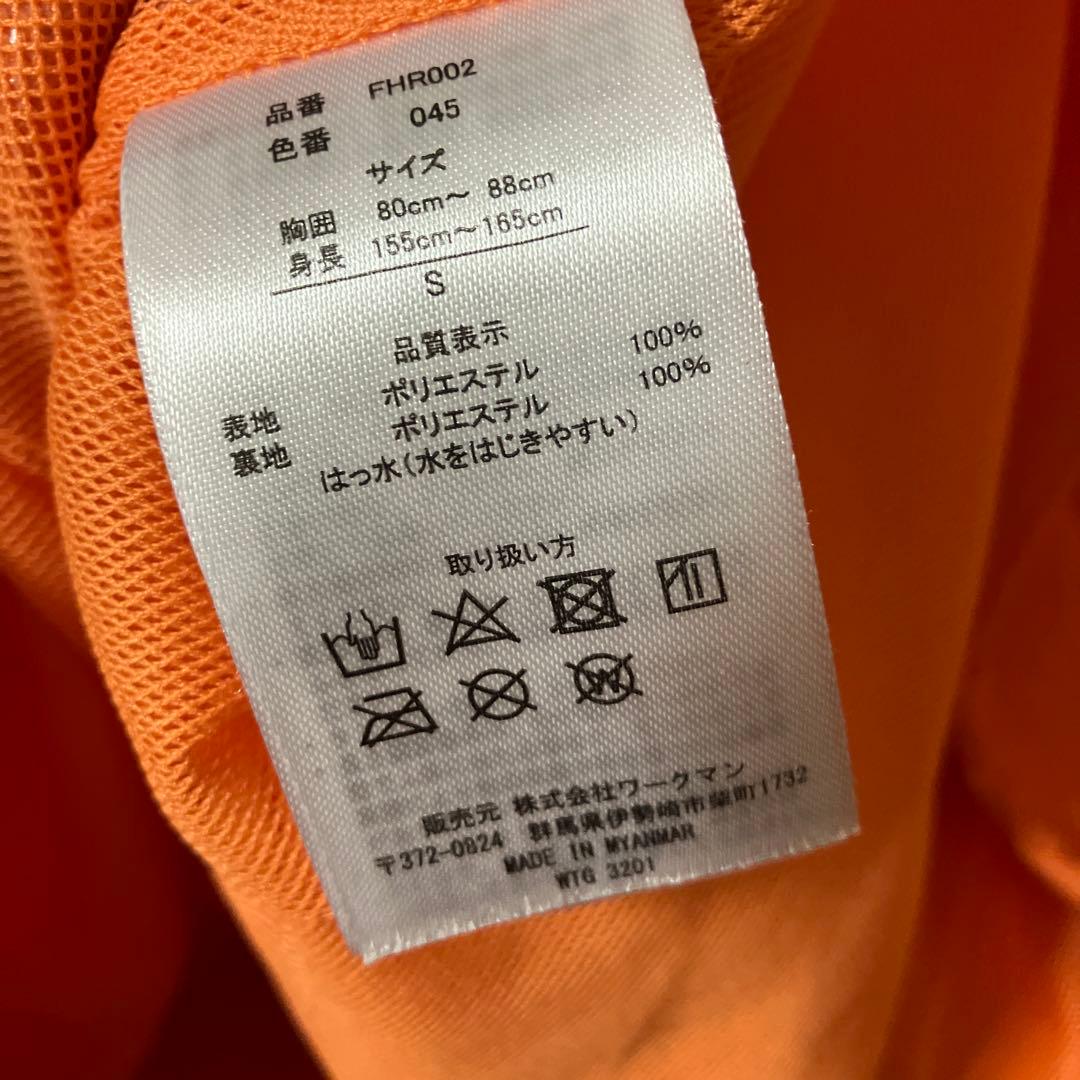 品番 FHR002
色番 045
サイズ
胸囲 80cm～ 88cm
身長 155cm～165cm
S
品質表示
表地 ポリエステル 100%
裏地 ポリエステル 100%
はっ水(水をはじきやすい)
取り扱い方
W
販売元 株式会社ワークマン
〒372-0824 群馬県伊勢崎市柴町1732
MADE IN MYANMAR
WTG 3201